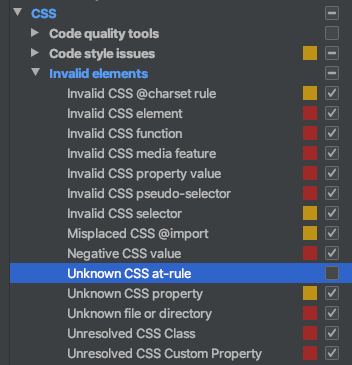 CSS
Code quality tools
Code style issues
Invalid elements
Invalid CSS @charset rule
Invalid CSS element
Invalid CSS function
Invalid CSS media feature
Invalid CSS property value
Invalid CSS pseudo-selector
Invalid CSS selector
Misplaced CSS @import
Negative CSS value
Unknown CSS at-rule
Unknown CSS property
Unknown file or directory
Unresolved CSS Class
Unresolved CSS Custom Property